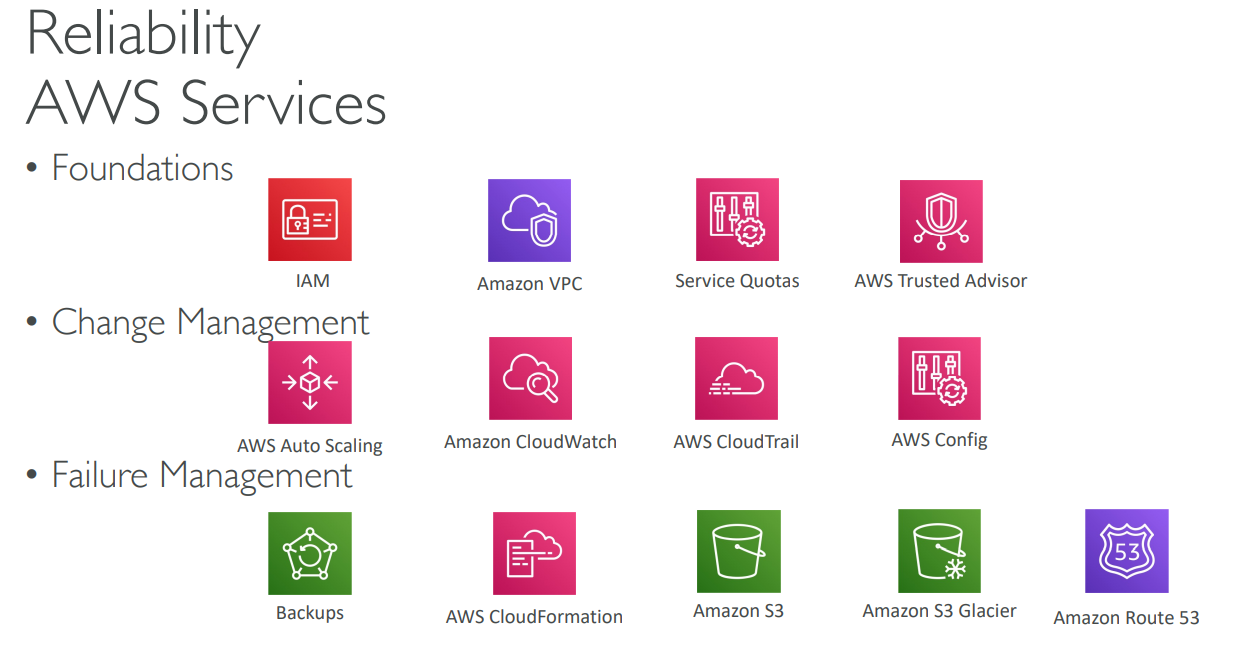 Reliability
AWS Services
• Foundations
IAM
Amazon VPC
Service Quotas
AWS Trusted Advisor
• Change Management
AWS Auto Scaling
Amazon CloudWatch
AWS CloudTrail
AWS Config
• Failure Management
Backups
AWS CloudFormation
Amazon S3
Amazon S3 Glacier
53
Amazon Route 53